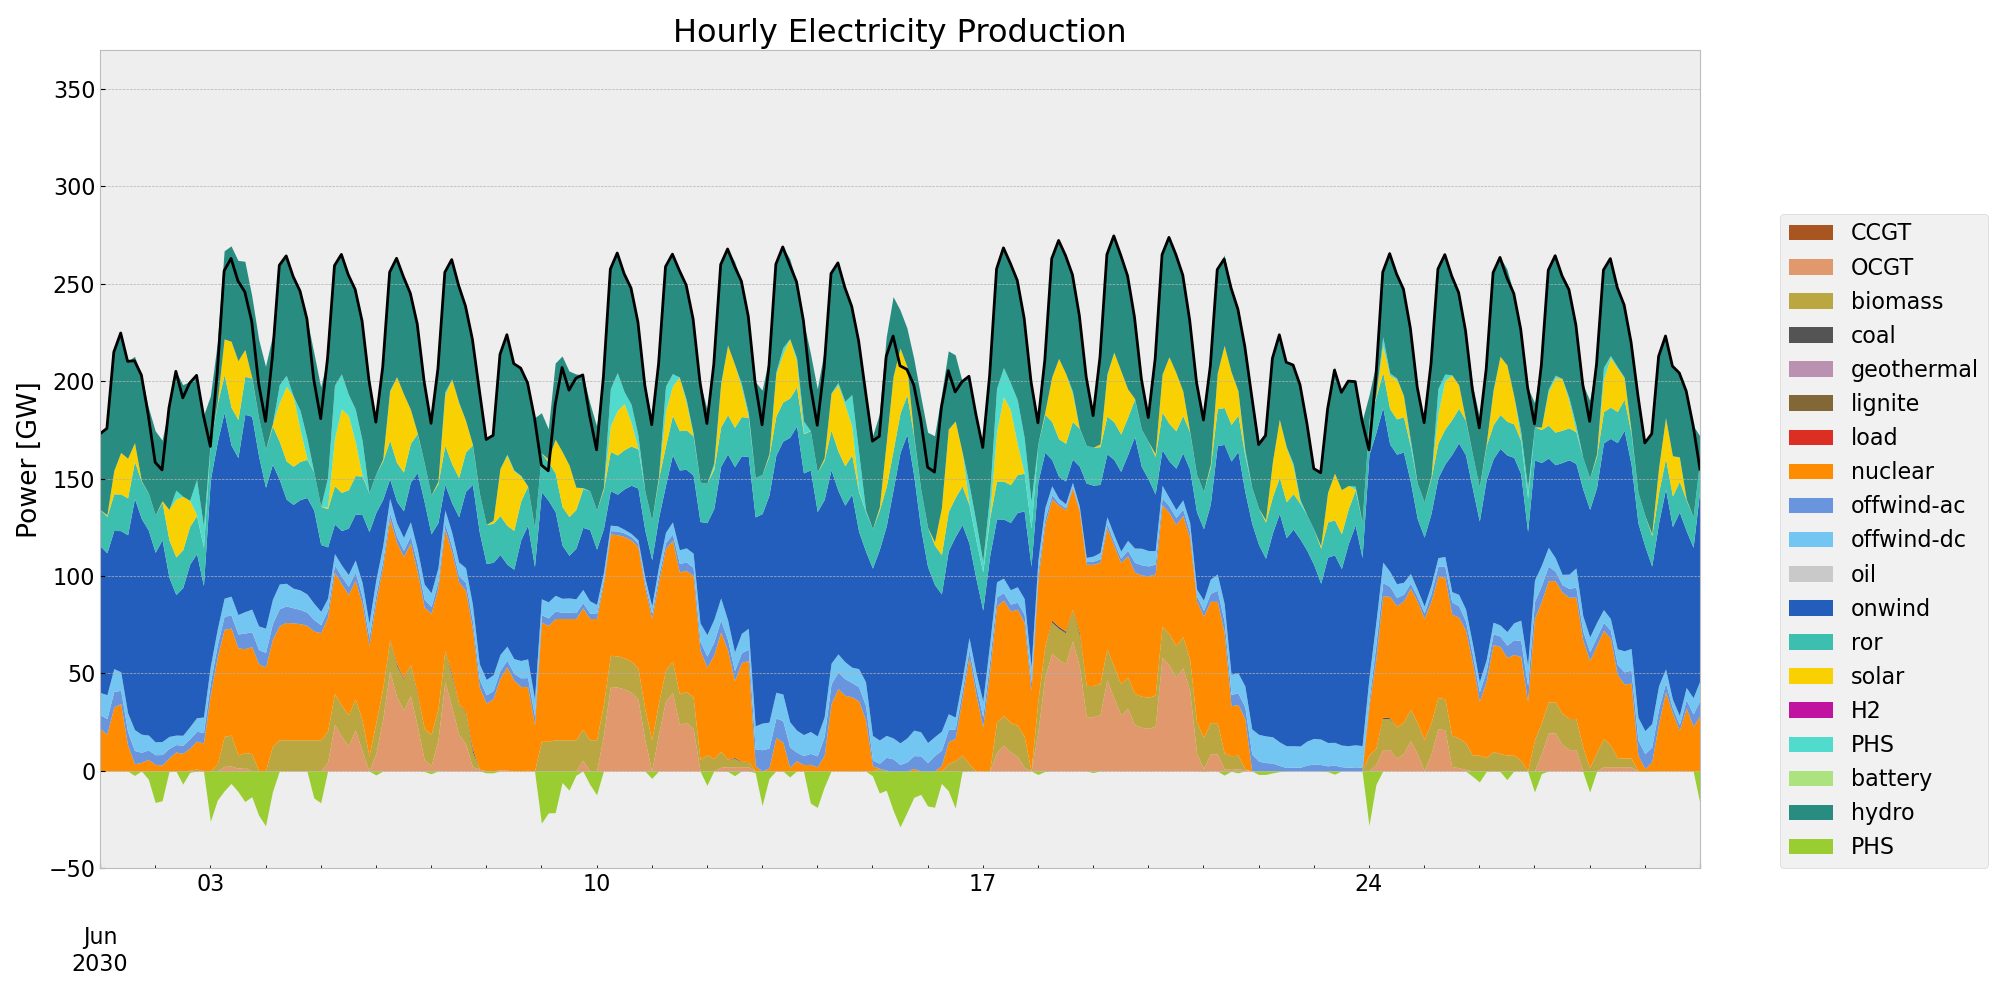 Hourly Electricity Production
Power [GW]
350
300
250
200
150
100
50
0
−50
03
10
17
24
Jun
2030
CCGT
OCGT
biomass
coal
geothermal
lignite
load
nuclear
offwind-ac
offwind-dc
oil
onwind
ror
solar
H2
PHS
battery
hydro
PHS